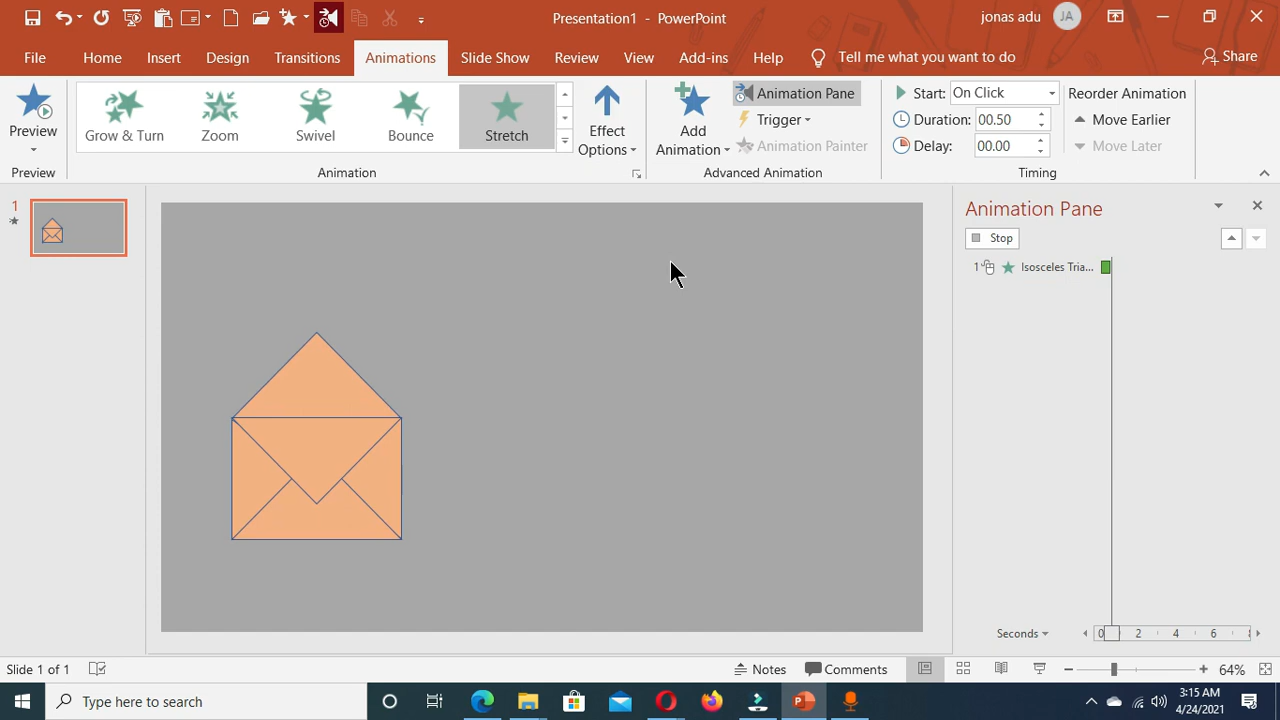 Presentation1 - PowerPoint
jonas adu
JA
File
Home
Insert
Design
Transitions
Animations
Slide Show
Review
View
Add-ins
Help
Tell me what you want to do
Share
Preview
Grow & Turn
Zoom
Swivel
Bounce
Stretch
Effect
Options
Add
Animation
Animation Pane
Trigger
Animation Painter
Start:
On Click
Duration:
00.50
Delay:
00.00
Reorder Animation
Move Earlier
Move Later
Preview
Animation
Advanced Animation
Timing
1
Animation Pane
Stop
1
Isosceles Tria...
Seconds
0
2
4
6
Slide 1 of 1
Notes
Comments
64%
Type here to search
3:15 AM
4/24/2021